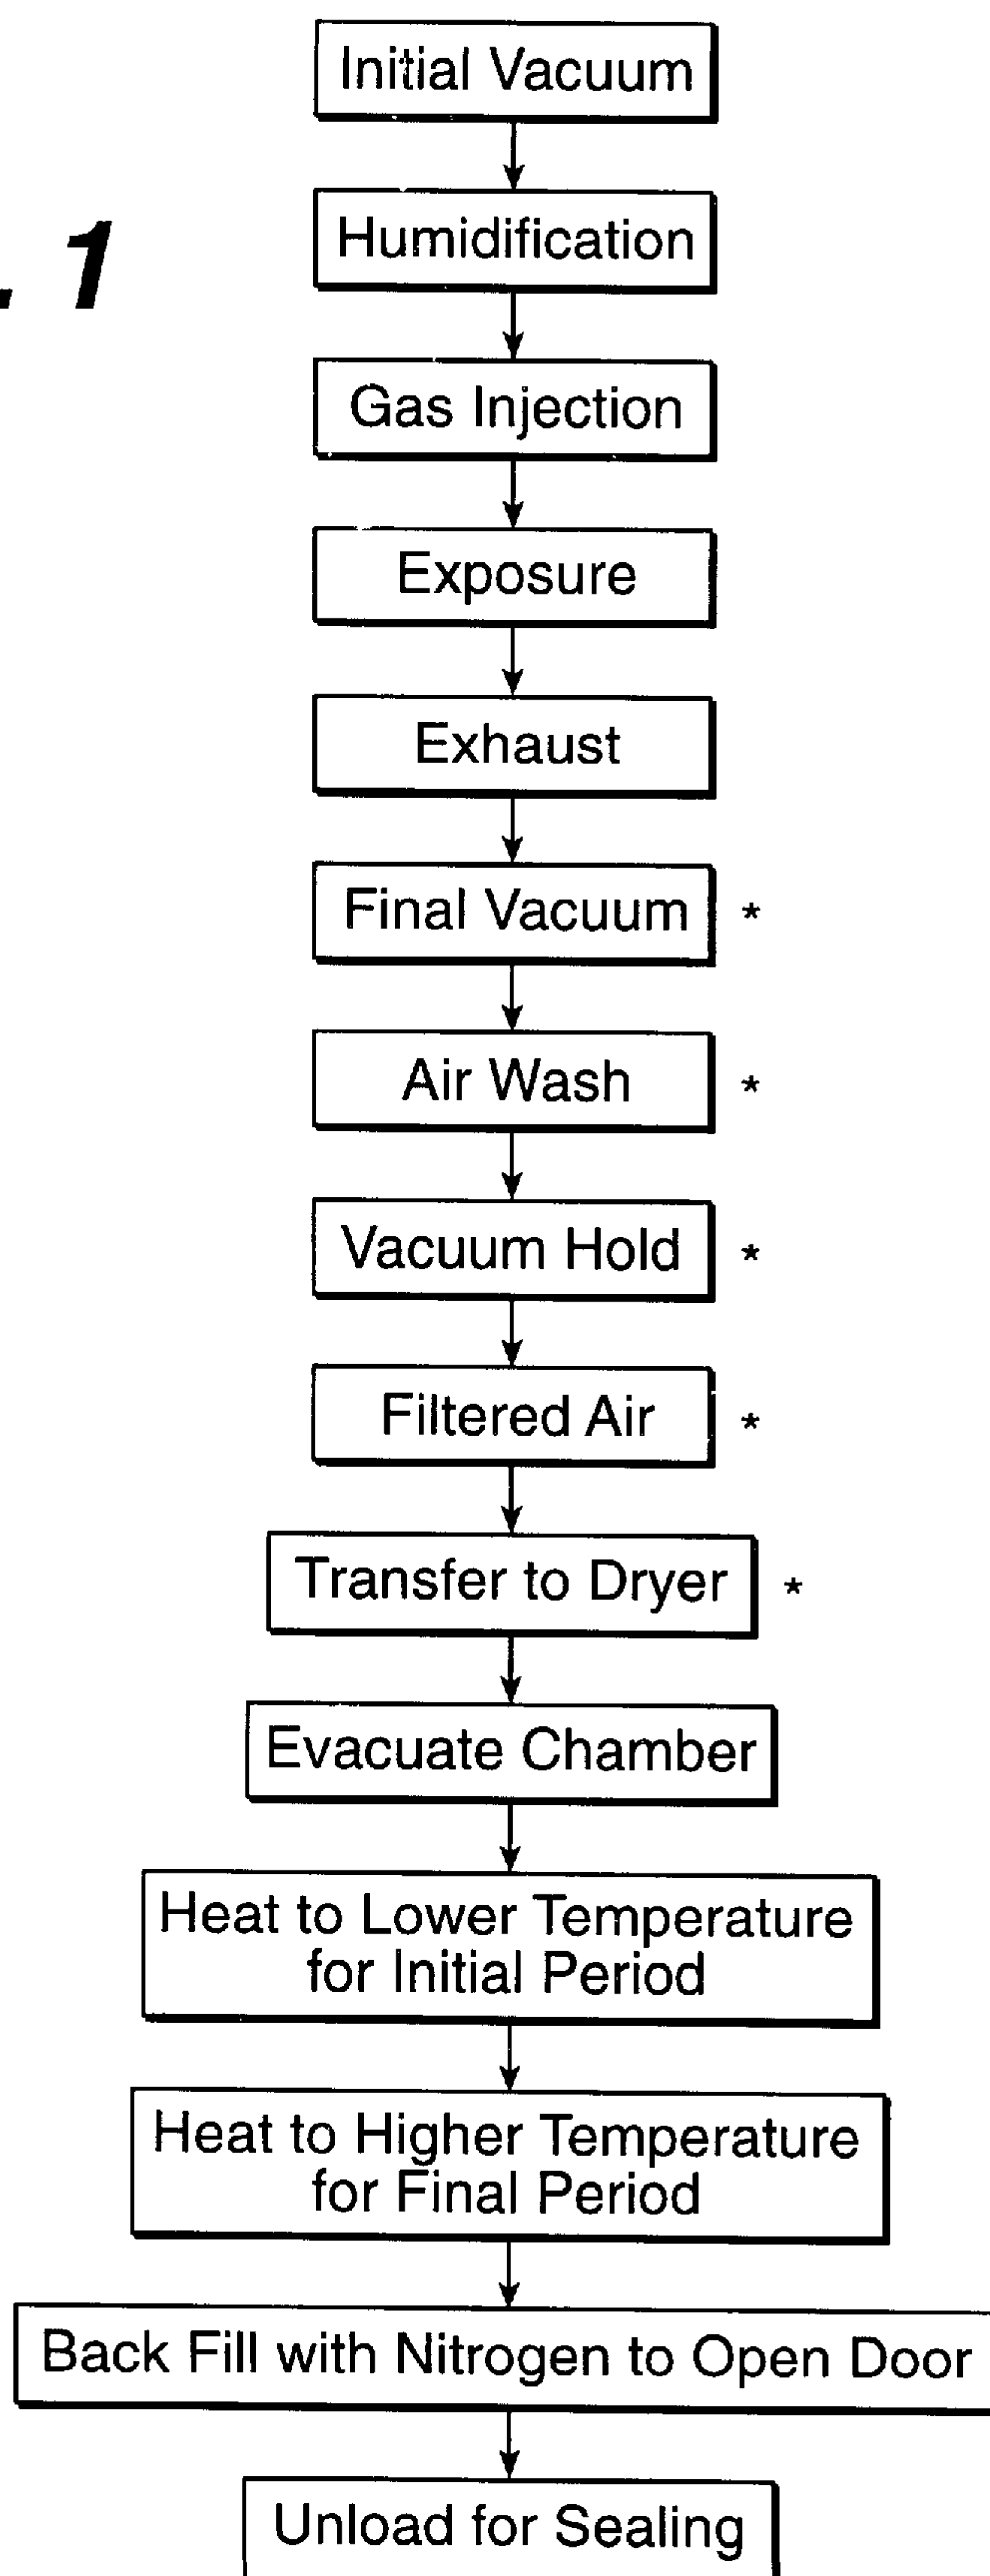 . 1
Initial Vacuum
Humidification
Gas Injection
Exposure
Exhaust
Final Vacuum *
Air Wash *
Vacuum Hold *
Filtered Air *
Transfer to Dryer *
Evacuate Chamber
Heat to Lower Temperature
for Initial Period
Heat to Higher Temperature
for Final Period
Back Fill with Nitrogen to Open Door
Unload for Sealing